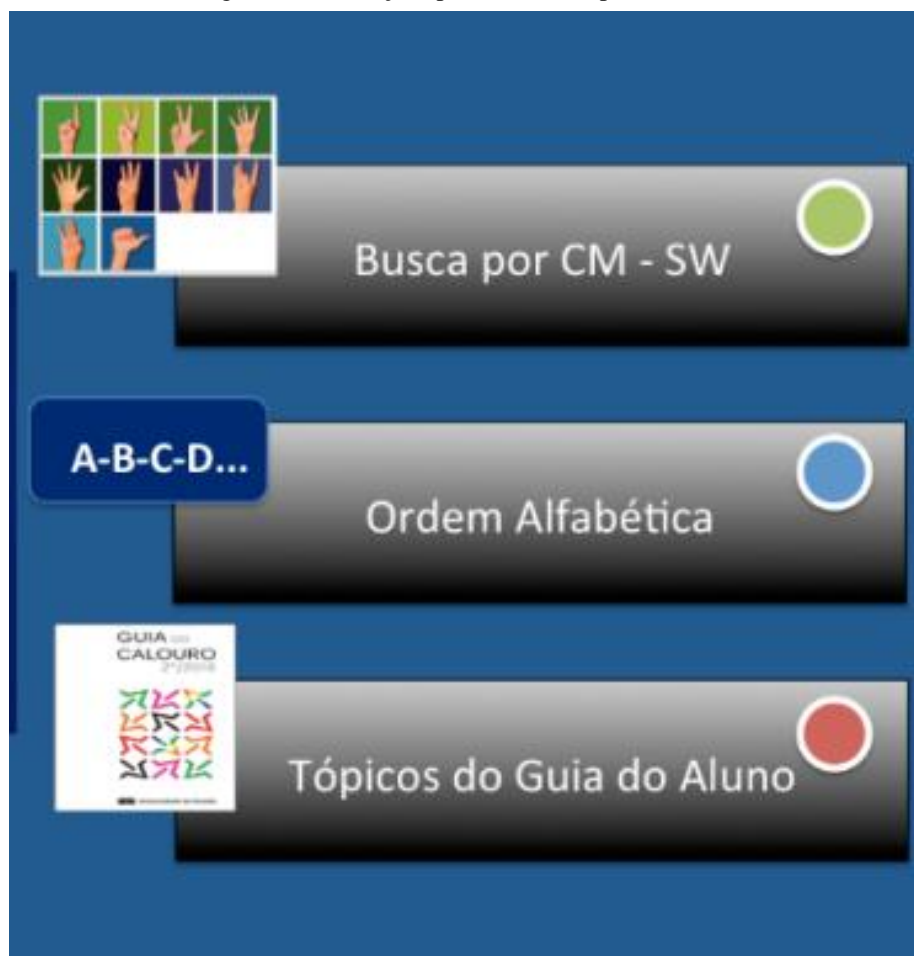 Busca por CM - SW
A-B-C-D...
Ordem Alfabética
GUIA
CALOURO
Tópicos do Guia do Aluno